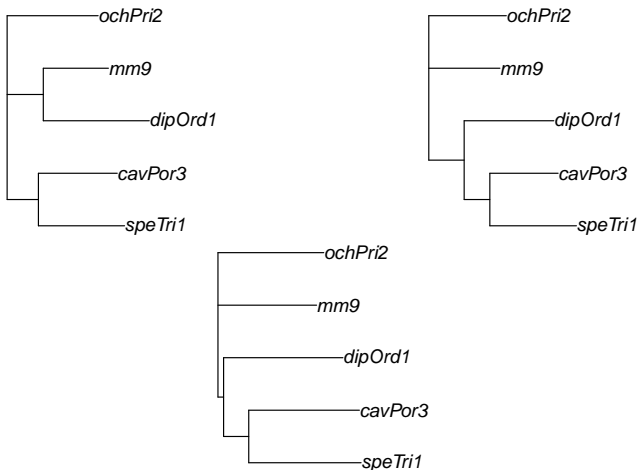 ochPri2
mm9
dipOrd1
cavPor3
speTri1
ochPri2
mm9
dipOrd1
cavPor3
speTri1
ochPri2
mm9
dipOrd1
cavPor3
speTri1